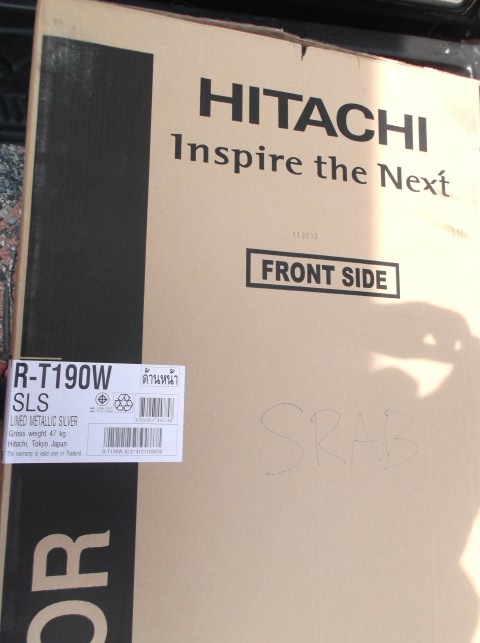 HITACHI
Inspire the Next
112612
FRONT SIDE
R-T190W
ด้านหน้า
SLS
LINED METALLIC SILVER
Gross weight 47 kg.
Hitachi, Tokyo Japan
The warranty is valid only in Thailand
SRAB
OR